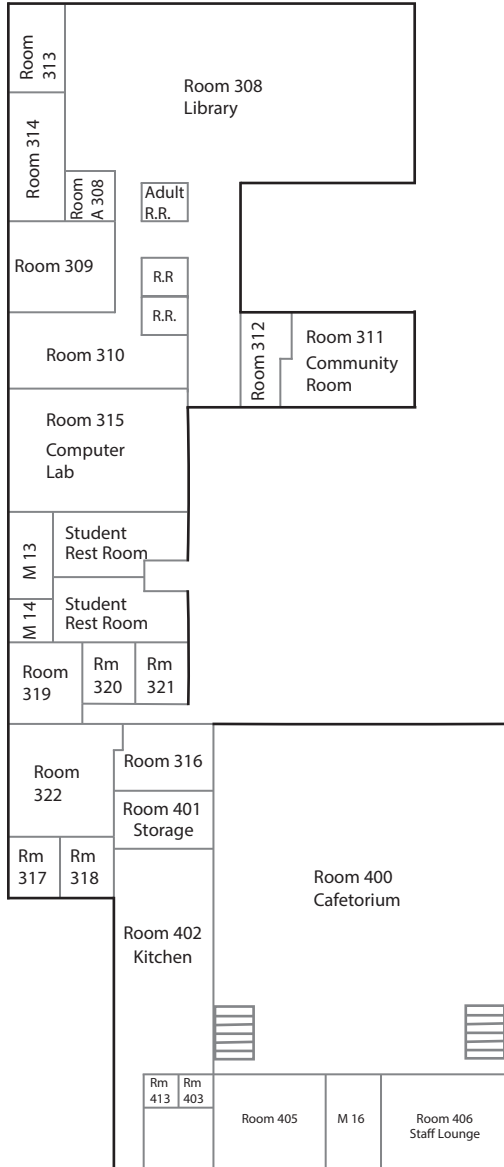 Room
313
Room 308
Library
Room 314
Room
A 308
Adult
R.R.
Room 309
R.R
R.R.
Room 310
Room 312
Room 311
Community
Room
Room 315
Computer
Lab
M 13
Student
Rest Room
M 14
Student
Rest Room
Room
319
Rm
320
Rm
321
Room
322
Room 316
Room 401
Storage
Rm
317
Rm
318
Room 400
Cafetorium
Room 402
Kitchen
Rm
413
Rm
403
Room 405
M 16
Room 406
Staff Lounge